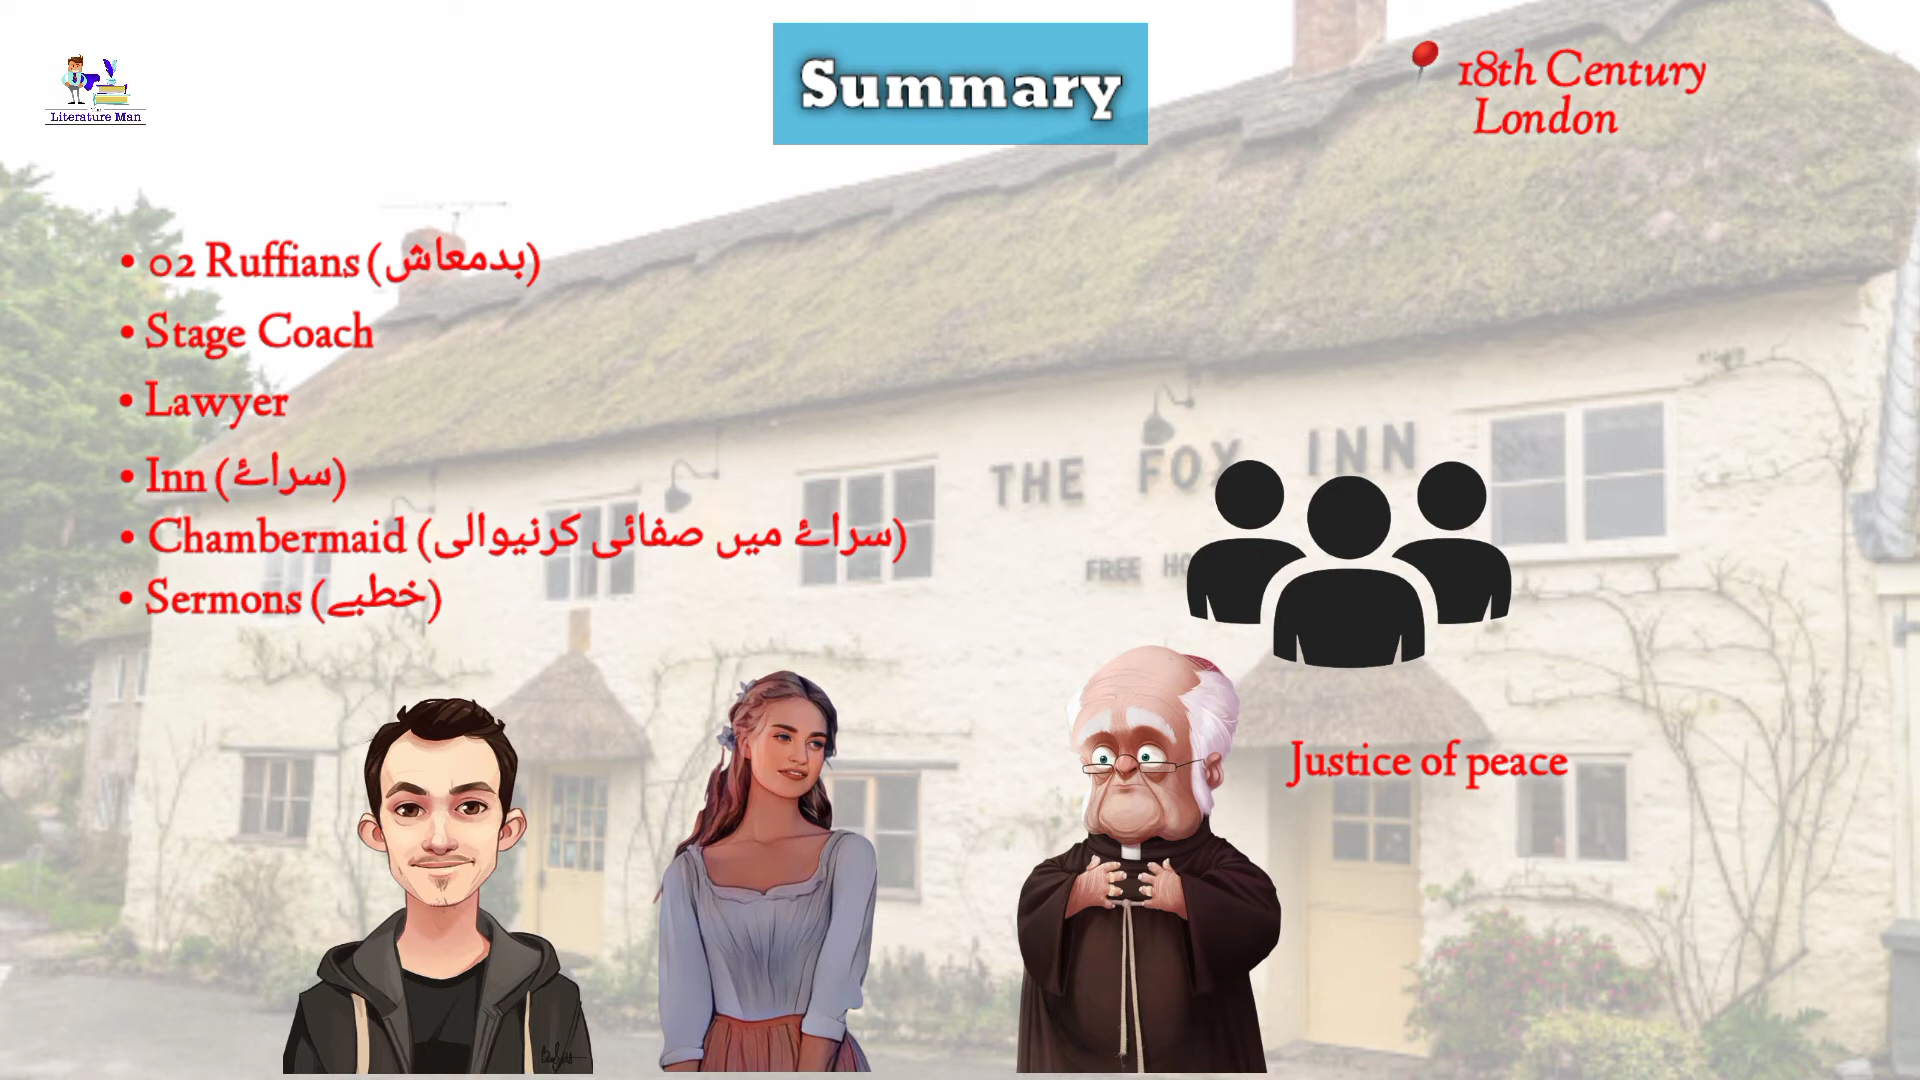 Literature Man
Summary
18th Century
London
• 02 Ruffians (بدمعاش)
• Stage Coach
• Lawyer
• Inn (سرائے)
• Chambermaid (سرائے میں صفائی کرنیوالی)
• Sermons (خطبے)
THE FOX INN
FREE
Justice of peace